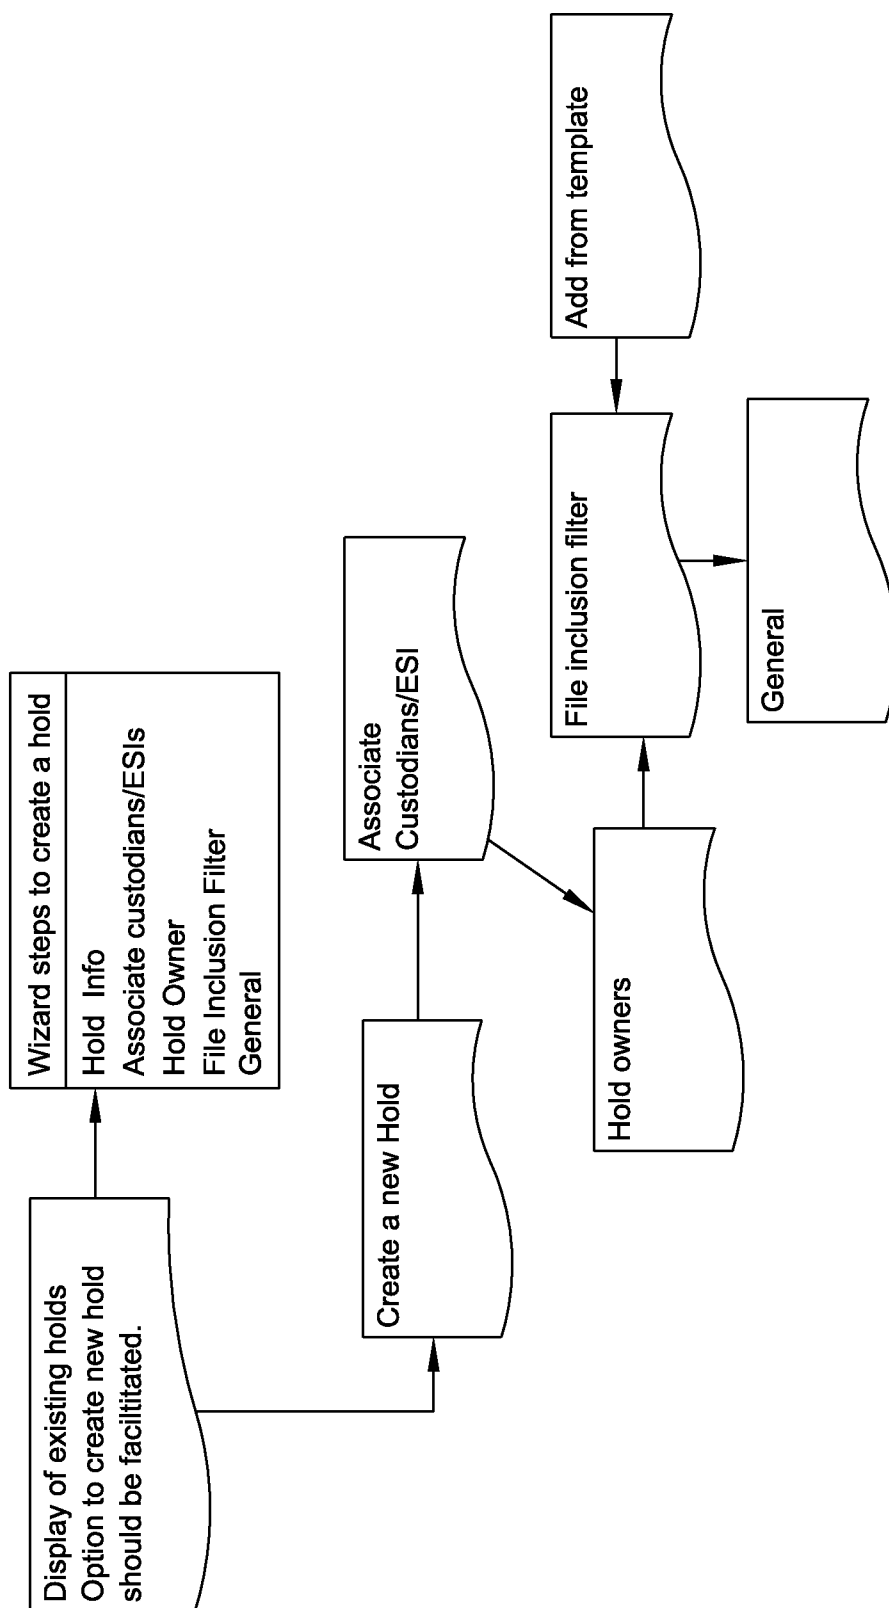 Display of existing holds
Option to create new hold
should be faciltitated.
Wizard steps to create a hold
Hold Info
Associate custodians/ESIs
Hold Owner
File Inclusion Filter
General
Create a new Hold
Associate
Custodians/ESI
Hold owners
File inclusion filter
Add from template
General